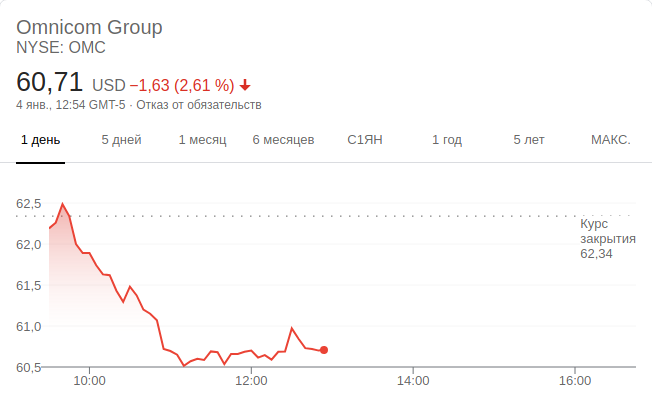 Omnicom Group
NYSE: OMC
60,71 USD −1,63 (2,61 %)
4 янв., 12:54 GMT-5 · Отказ от обязательств
1 день 5 дней 1 месяц 6 месяцев С1ЯН 1 год 5 лет МАКС.
62,5
Курс
закрытия
62,34
62,0
61,5
61,0
60,5
10:00 12:00 14:00 16:00